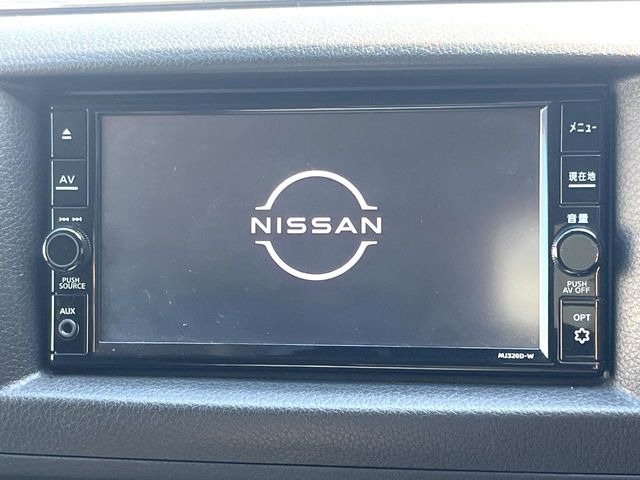 AV
PUSH
SOURCE
AUX
NISSAN
MJ320D-W
メニュー
現在地
音量
PUSH
AV OFF
OPT